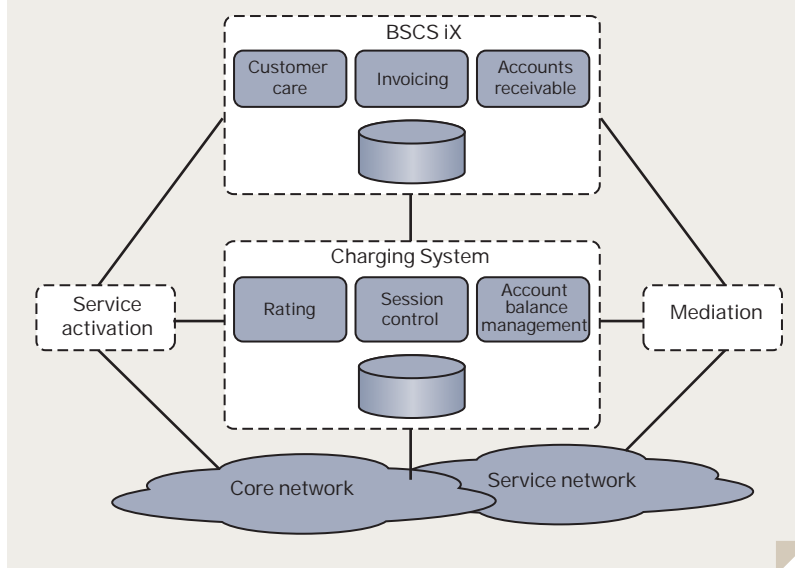 BSCS iX
Customer
care
Invoicing
Accounts
receivable
Charging System
Service
activation
Rating
Session
control
Account
balance
management
Mediation
Core network
Service network